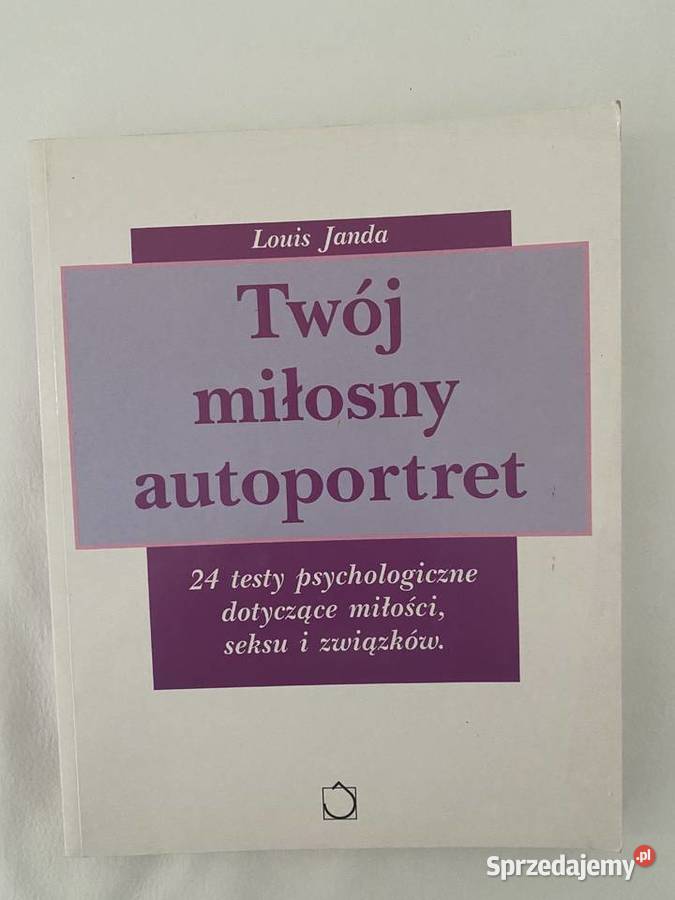 Louis Janda
Twój
miłosny
autoportret
24 testy psychologiczne
dotyczące miłości,
seksu i związków.
Sprzedajemy.pl